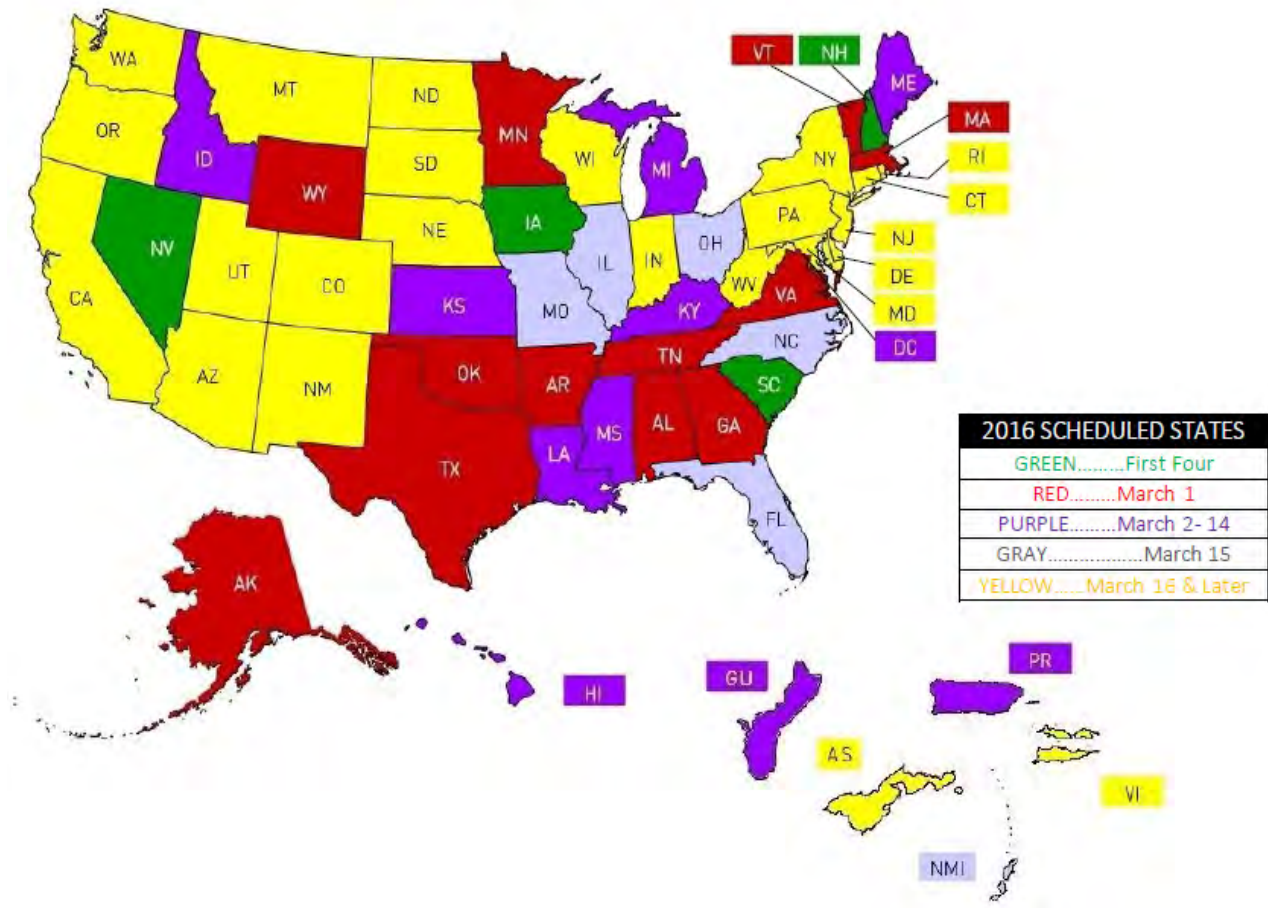 VT
NH
WA
MT
ND
ME
MN
MA
OR
ID
SD
WI
MI
NY
RI
WY
CT
NE
IA
PA
NV
UT
CO
IL
IN
OH
NJ
CA
KS
MO
WV
VA
DE
KY
MD
NC
DC
AZ
NM
OK
AR
TN
SC
TX
LA
MS
AL
GA
FL
2016 SCHEDULED STATES
GREEN.........First Four
RED.........March 1
PURPLE.........March 2- 14
GRAY...................March 15
YELLOW......March 16 & Later
AK
HI
GU
PR
AS
VI
NMI